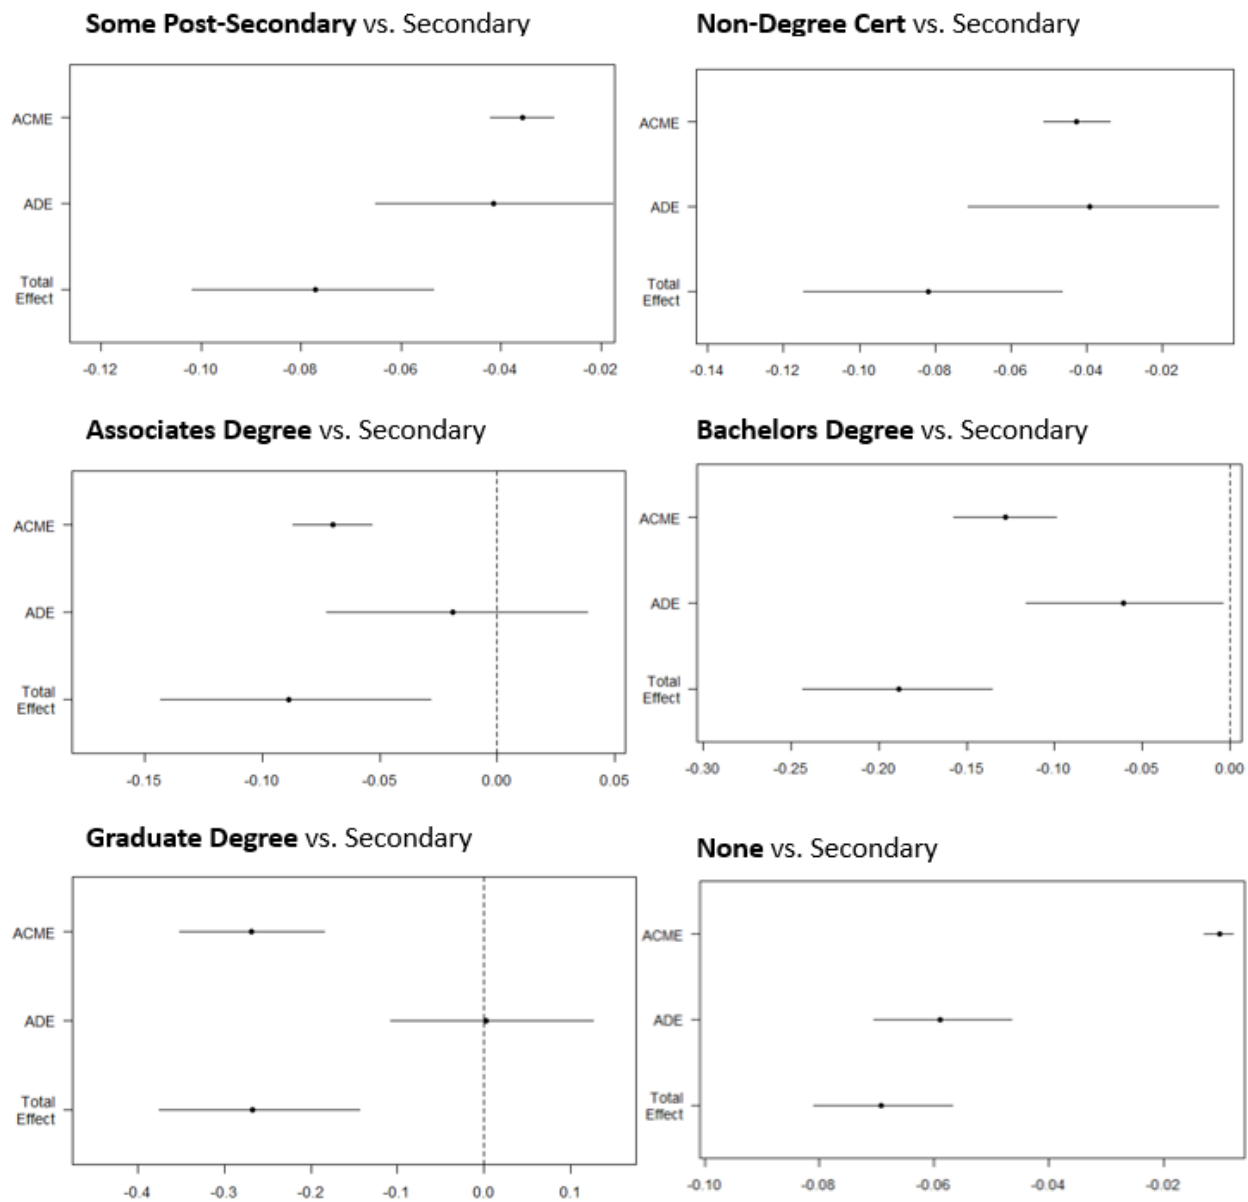 Some Post-Secondary vs. Secondary
ACME
ADE
Total
Effect
-0.12 -0.10 -0.08 -0.06 -0.04 -0.02
Non-Degree Cert vs. Secondary
ACME
ADE
Total
Effect
-0.14 -0.12 -0.10 -0.08 -0.06 -0.04 -0.02
Associates Degree vs. Secondary
ACME
ADE
Total
Effect
-0.15 -0.10 -0.05 0.00 0.05
Bachelors Degree vs. Secondary
ACME
ADE
Total
Effect
-0.30 -0.25 -0.20 -0.15 -0.10 -0.05 0.00
Graduate Degree vs. Secondary
ACME
ADE
Total
Effect
-0.4 -0.3 -0.2 -0.1 0.0 0.1
None vs. Secondary
ACME
ADE
Total
Effect
-0.10 -0.08 -0.06 -0.04 -0.02